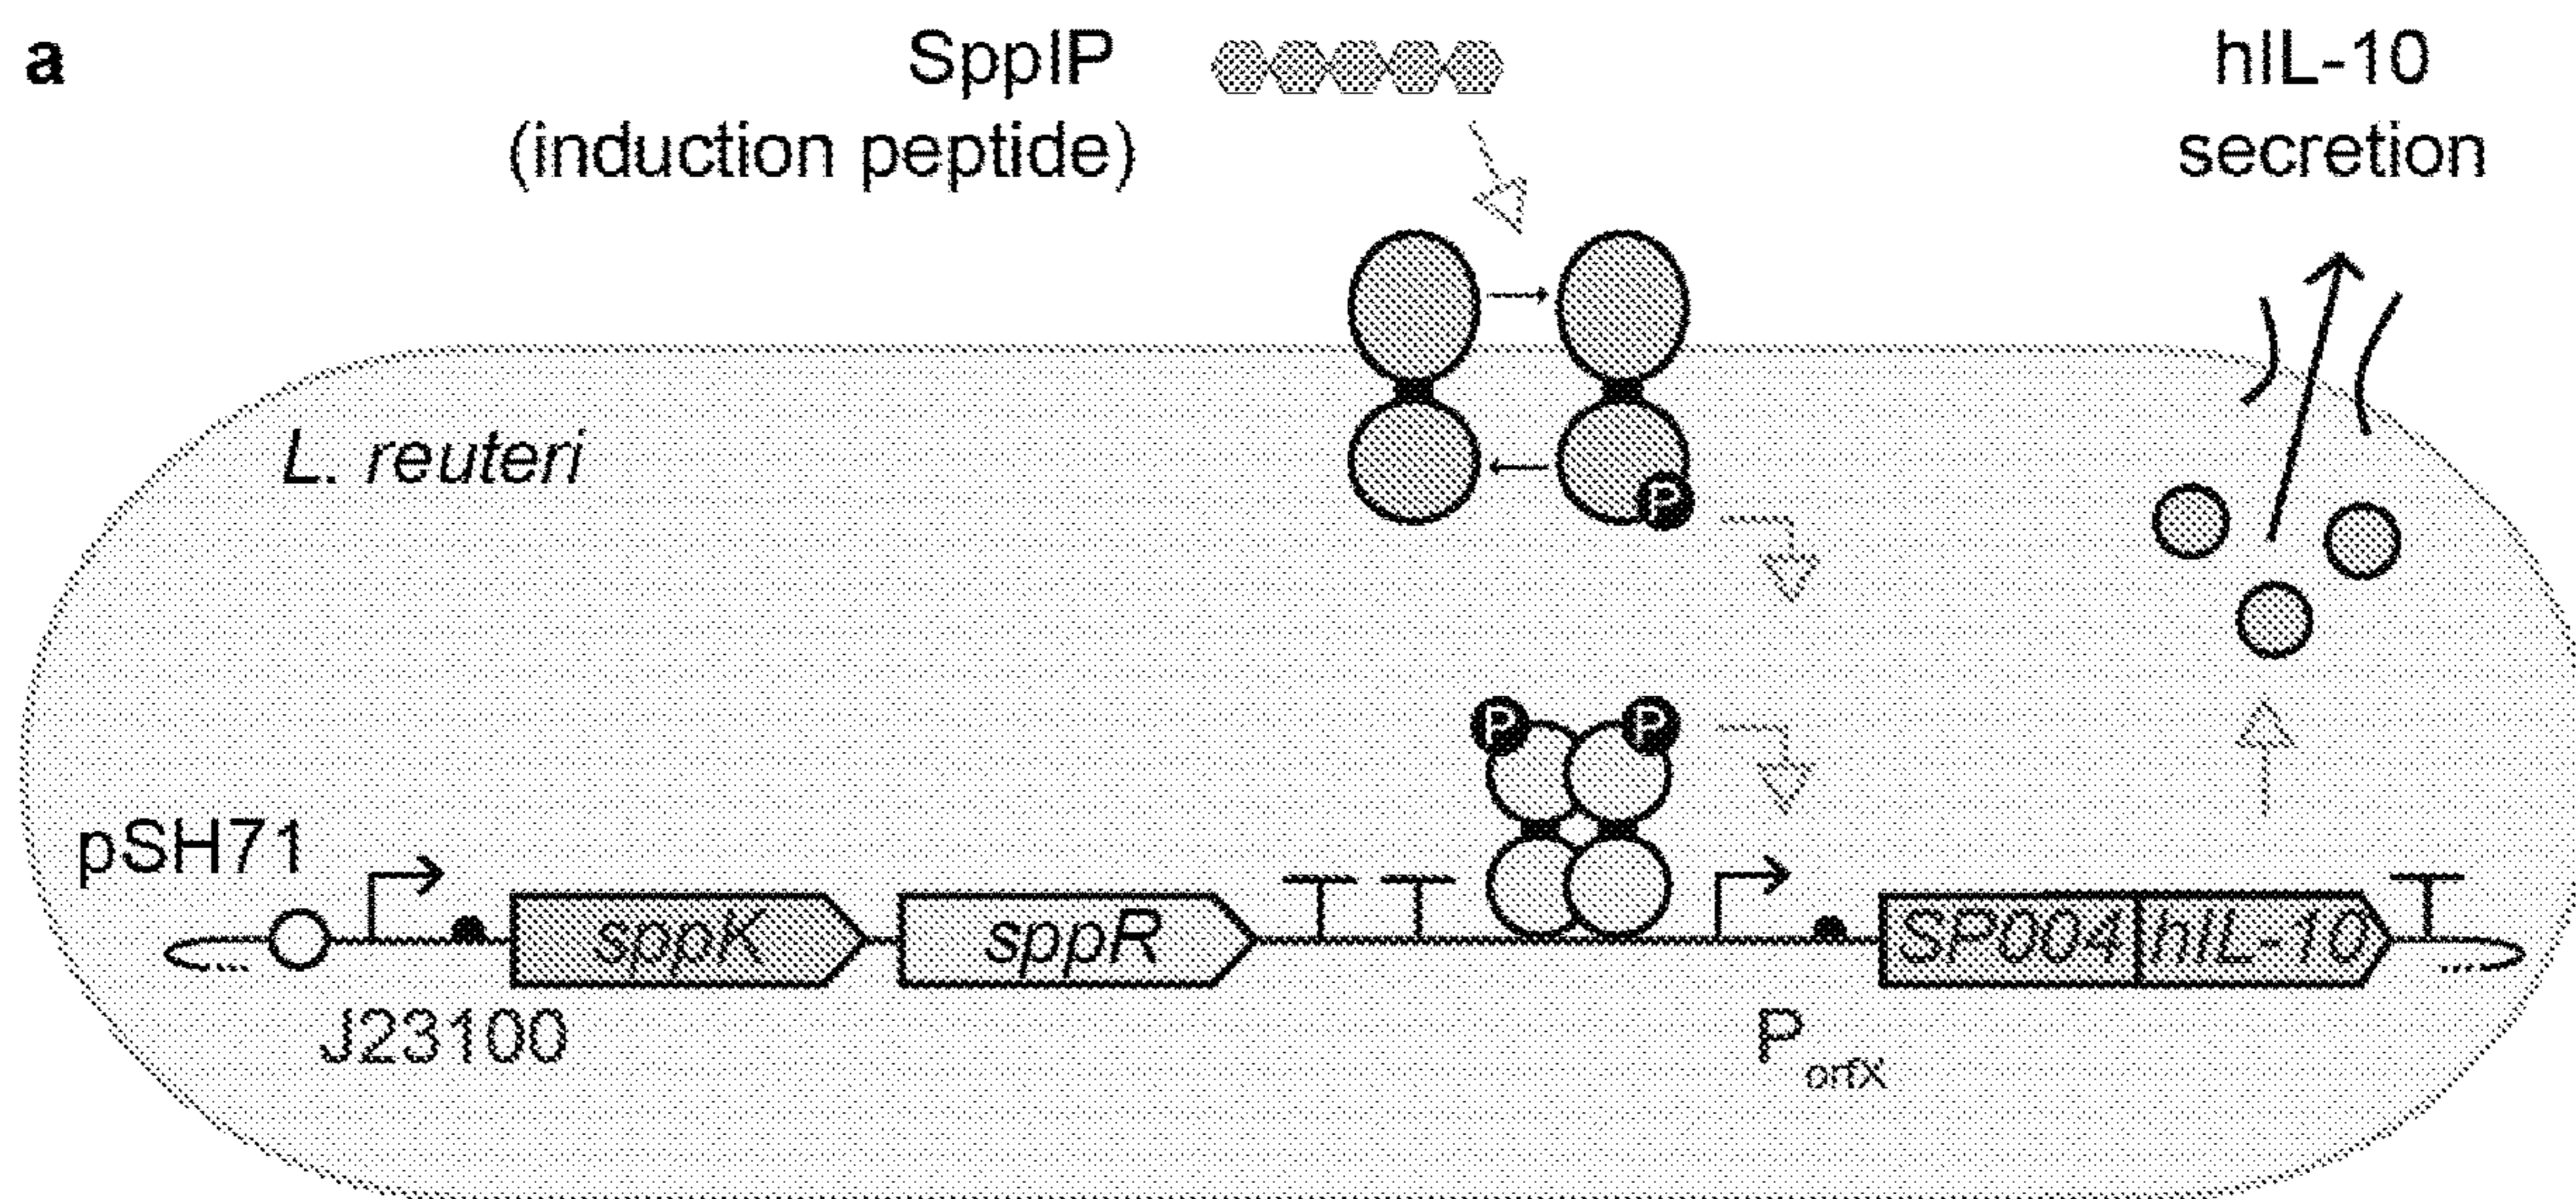 a
SppIP
(induction peptide)
hIL-10
secretion
L. reuteri
P
P
P
pSH71
sppK
sppR
SP004
hIL-10
J23100
PorfX